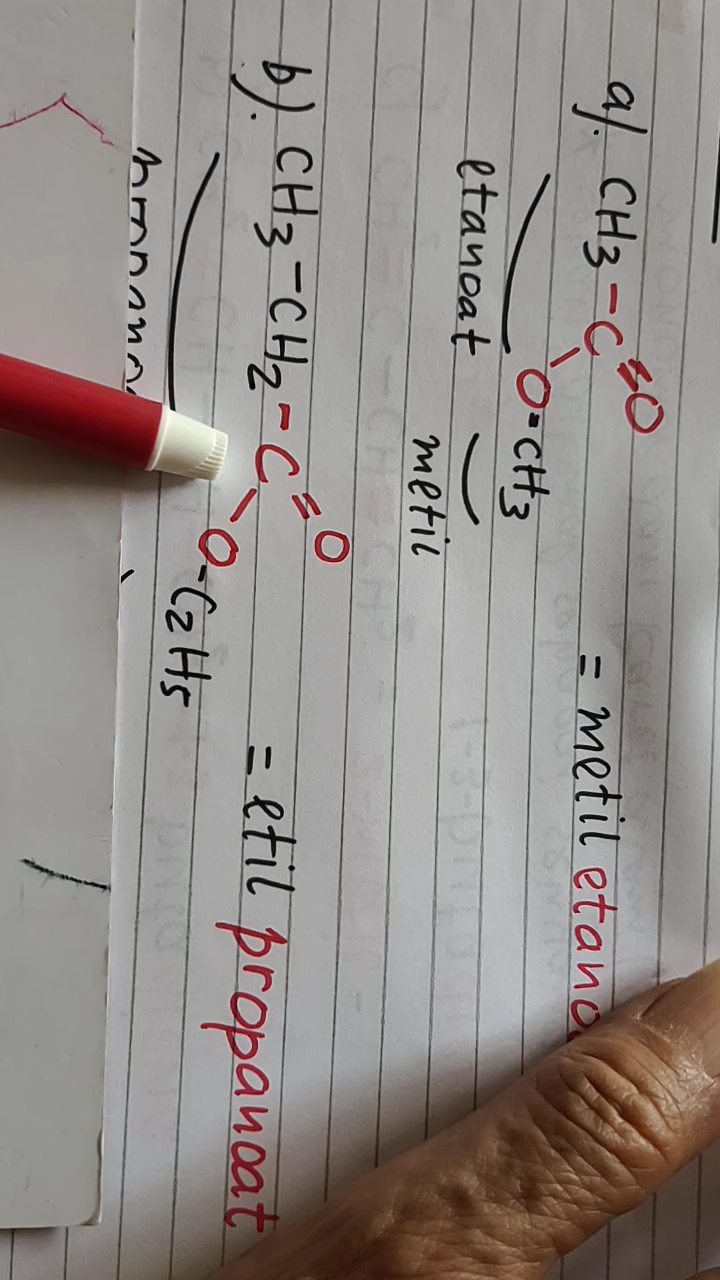 a). CH3-C=O
O-CH3 = metil etano
etanoat metil
b). CH3-CH2-C=O
O-C2H5 = etil propanoat